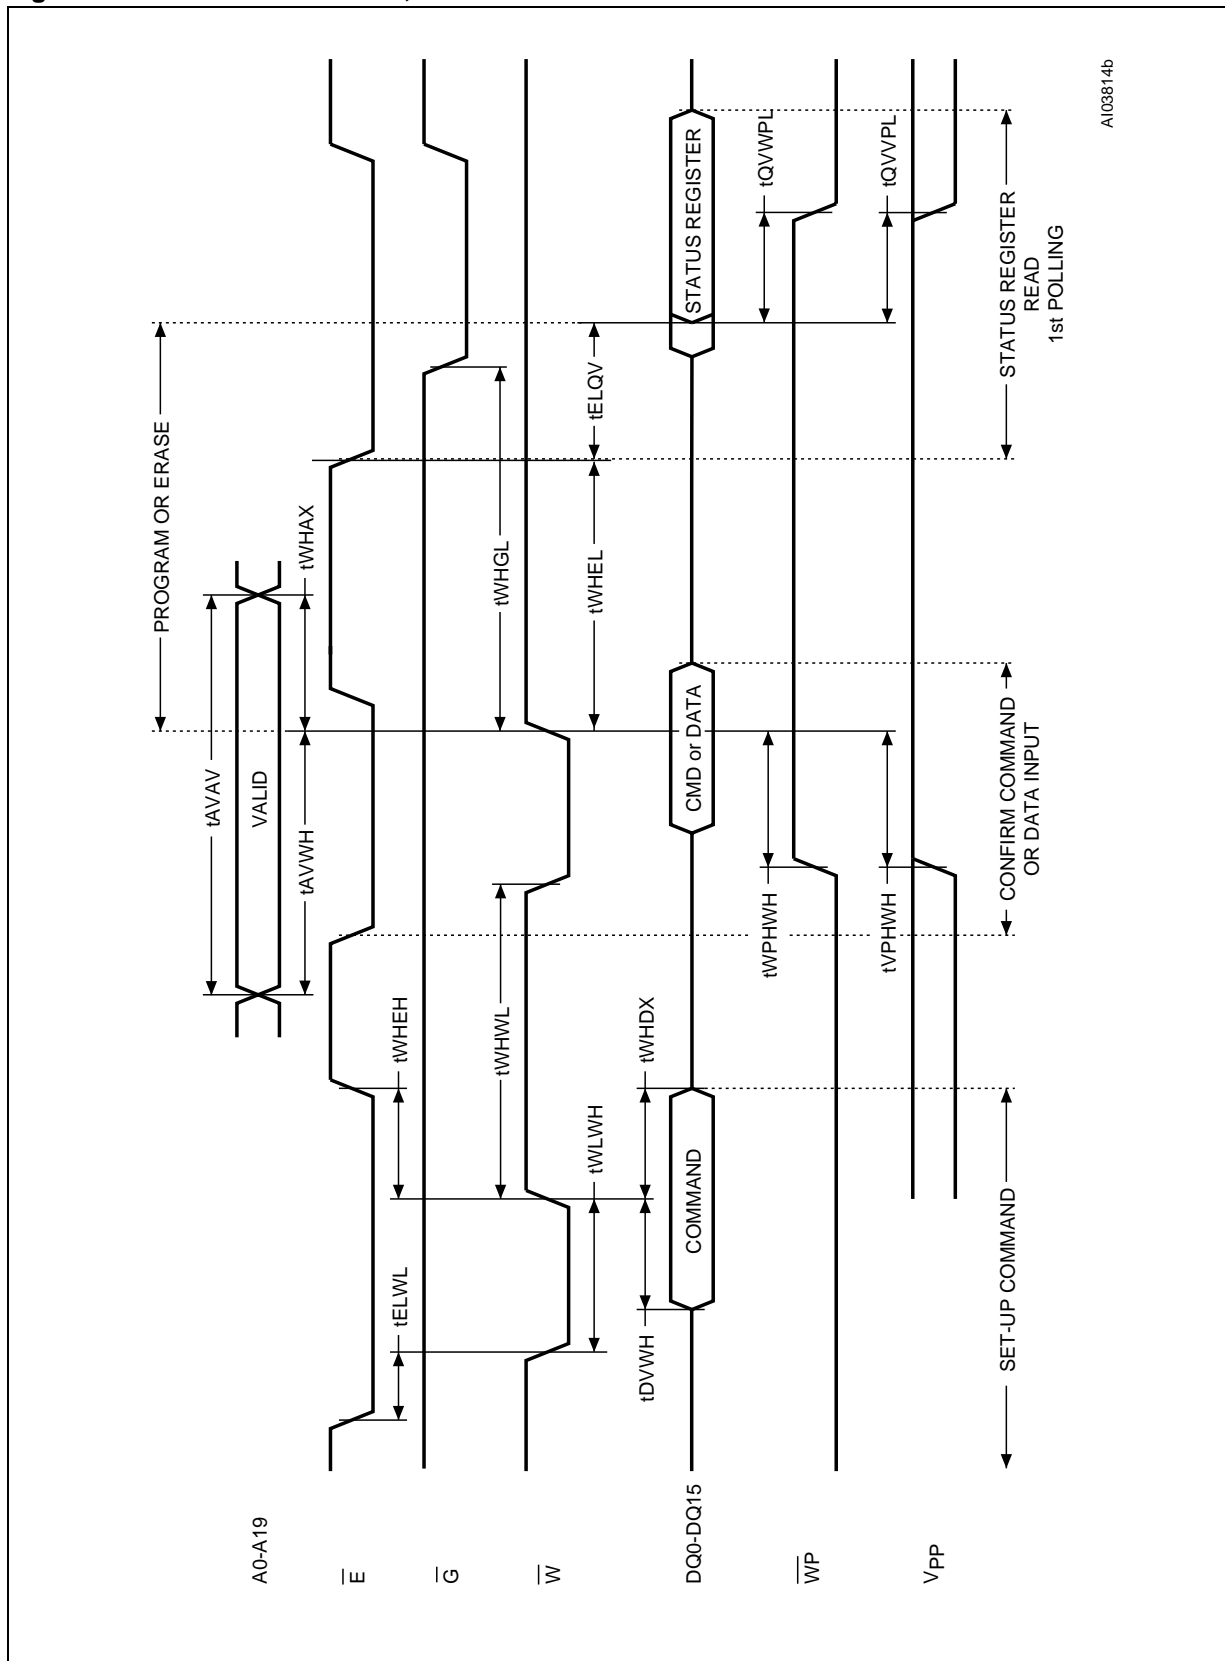 A0-A19
VALID
tAVAV
tAVWH
tWHAX
PROGRAM OR ERASE
E
tELWL
tWHEH
G
tWHWL
tWHGL
W
tWLWH
tWHEL
tELQV
DQ0-DQ15
COMMAND
CMD or DATA
STATUS REGISTER
tDVWH
tWHDX
WP
tWPHWH
tQVWPL
VPP
tVPHWH
tQVVPL
SET-UP COMMAND
CONFIRM COMMAND
OR DATA INPUT
STATUS REGISTER
READ
1st POLLING
AI03814b